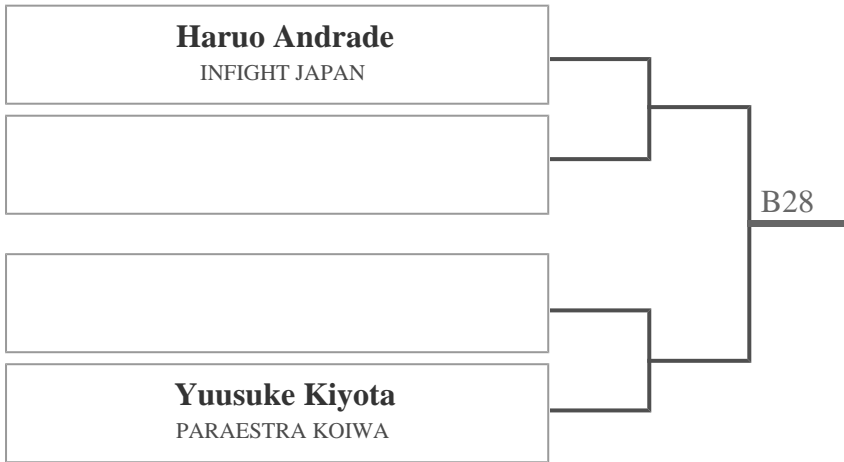 Haruo Andrade
INFIGHT JAPAN
B28
Yuusuke Kiyota
PARAESTRA KOIWA